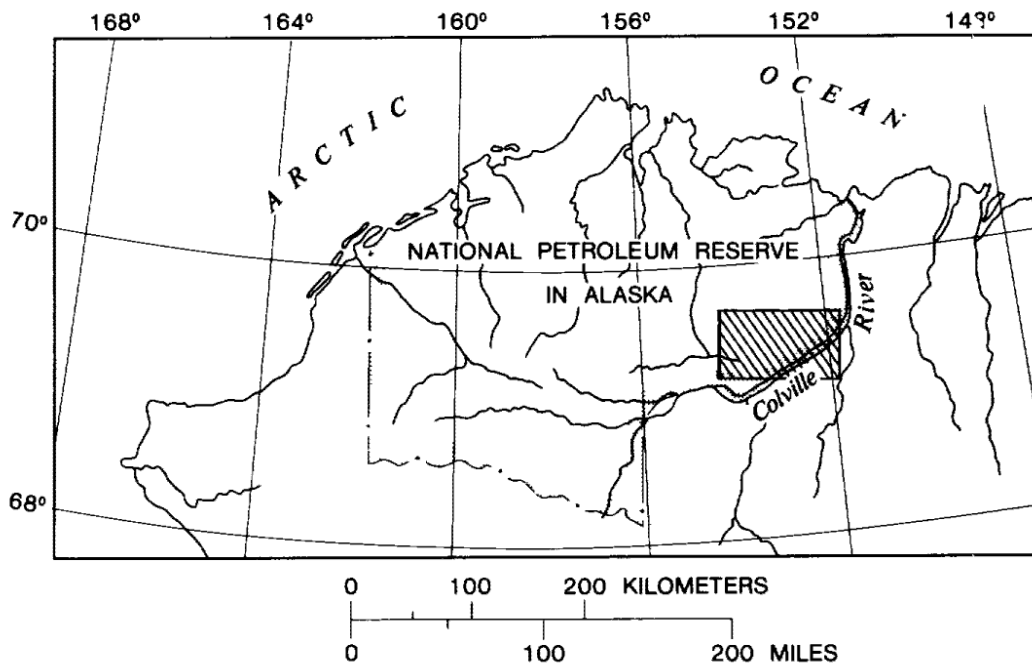 168° 164° 160° 156° 152° 149°
ARCTIC
OCEAN
70°
NATIONAL PETROLEUM RESERVE
IN ALASKA
River
Colville
68°
0 100 200 KILOMETERS
0 100 200 MILES